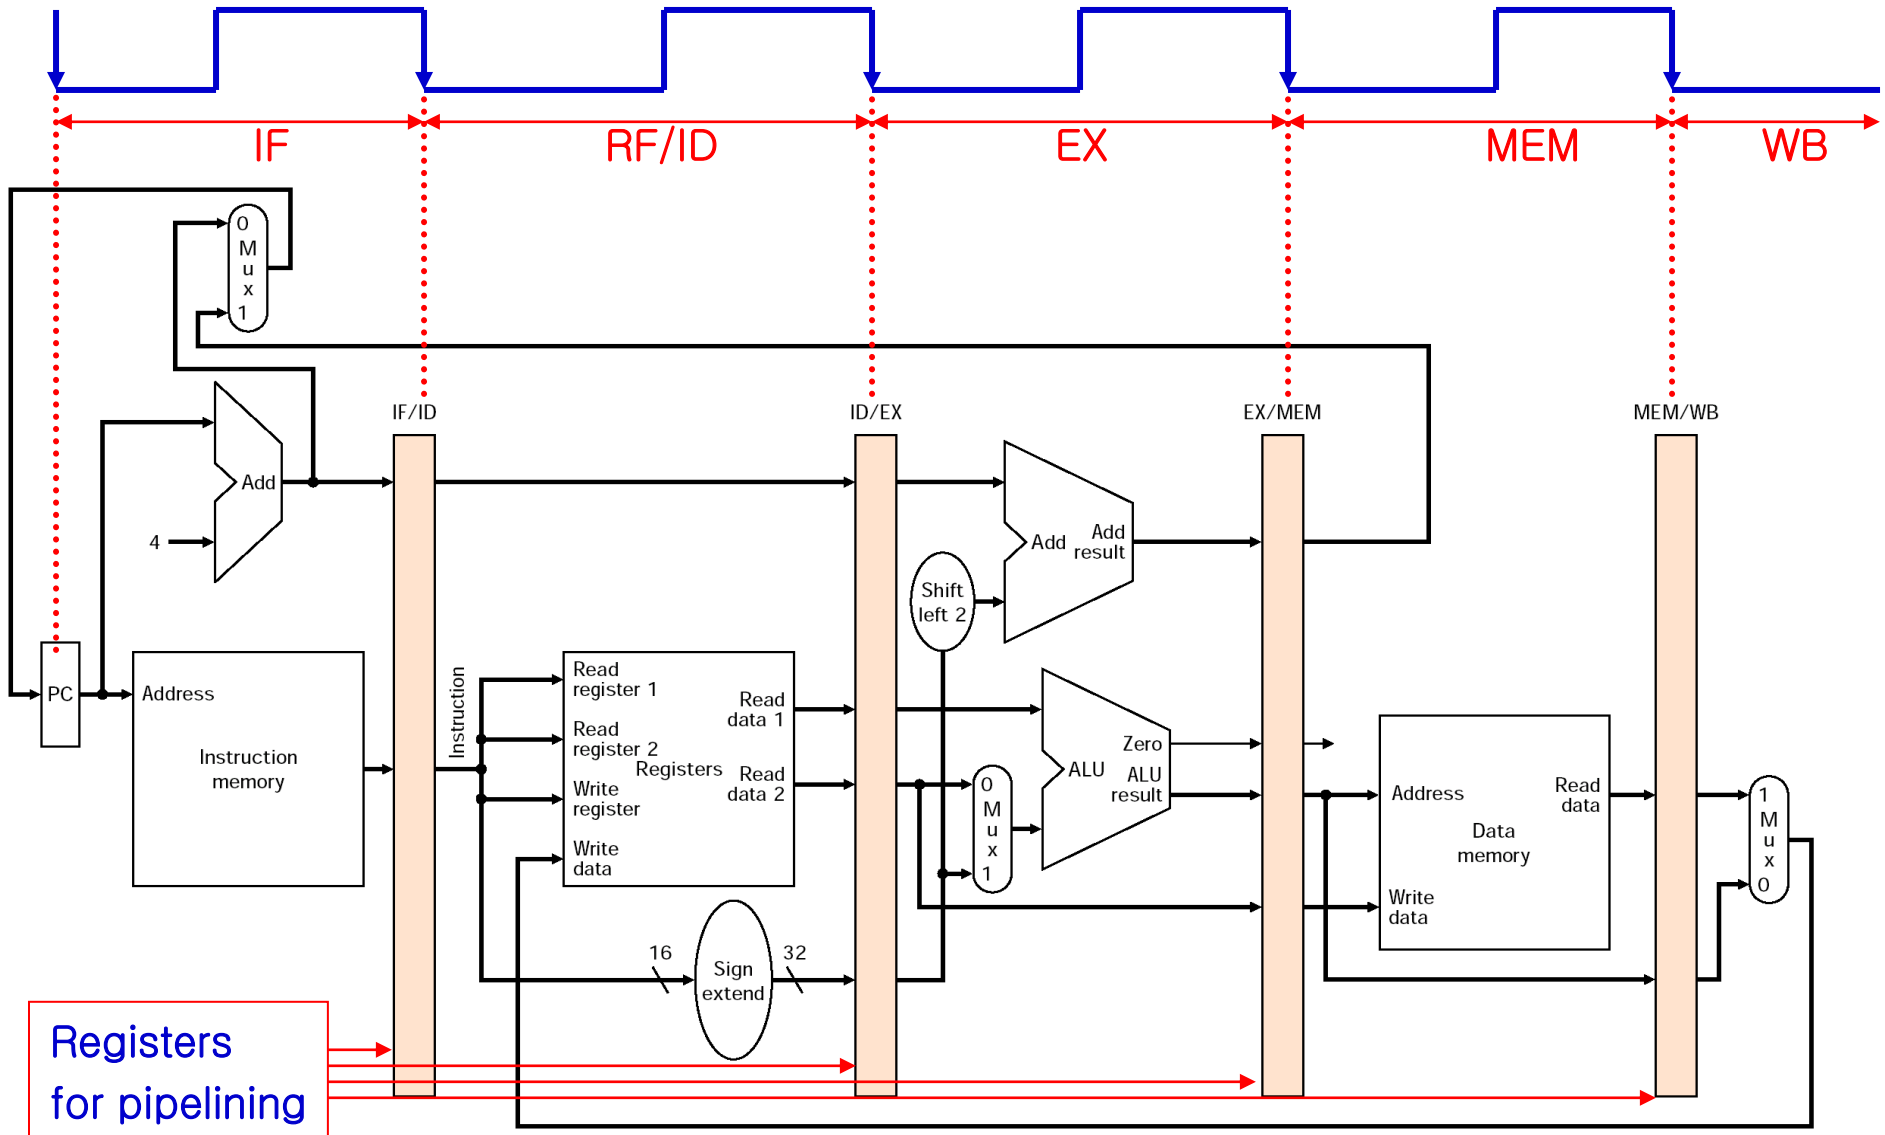 IF
RF/ID
EX
MEM
WB
0
M
u
x
1
IF/ID
ID/EX
EX/MEM
MEM/WB
Add
4
Add
Add
result
Shift
left 2
PC
Address
Instruction
memory
Instruction
Read
register 1
Read
register 2
Write
register
Write
data
Registers
Read
data 1
Read
data 2
16
Sign
extend
32
0
M
u
x
1
Zero
ALU
ALU
result
Address
Read
data
Data
memory
Write
data
1
M
u
x
0
Registers
for pipelining